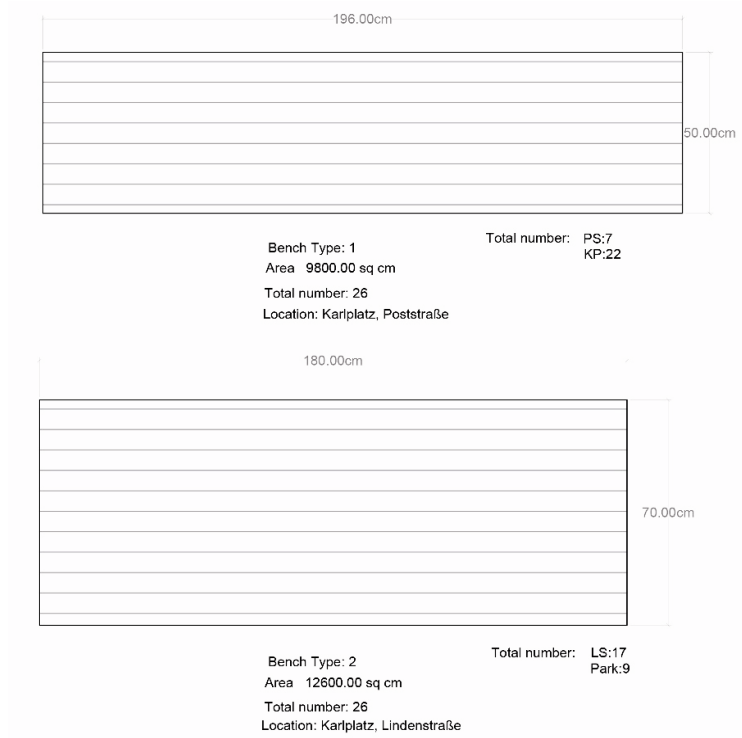 196.00cm
50.00cm
Total number: PS:7
KP:22
Bench Type: 1
Area 9800.00 sq cm
Total number: 26
Location: Karlplatz, Poststraße
180.00cm
70.00cm
Total number: LS:17
Park:9
Bench Type: 2
Area 12600.00 sq cm
Total number: 26
Location: Karlplatz, Lindenstraße